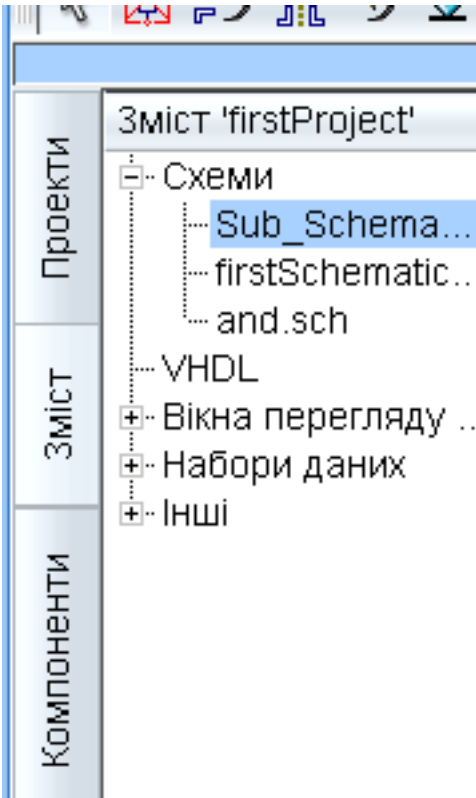 Проекти
Зміст
Компоненти
Зміст 'firstProject'
Схеми
Sub_Schema...
firstSchematic...
and.sch
VHDL
Вікна перегляду ...
Набори даних
Інші